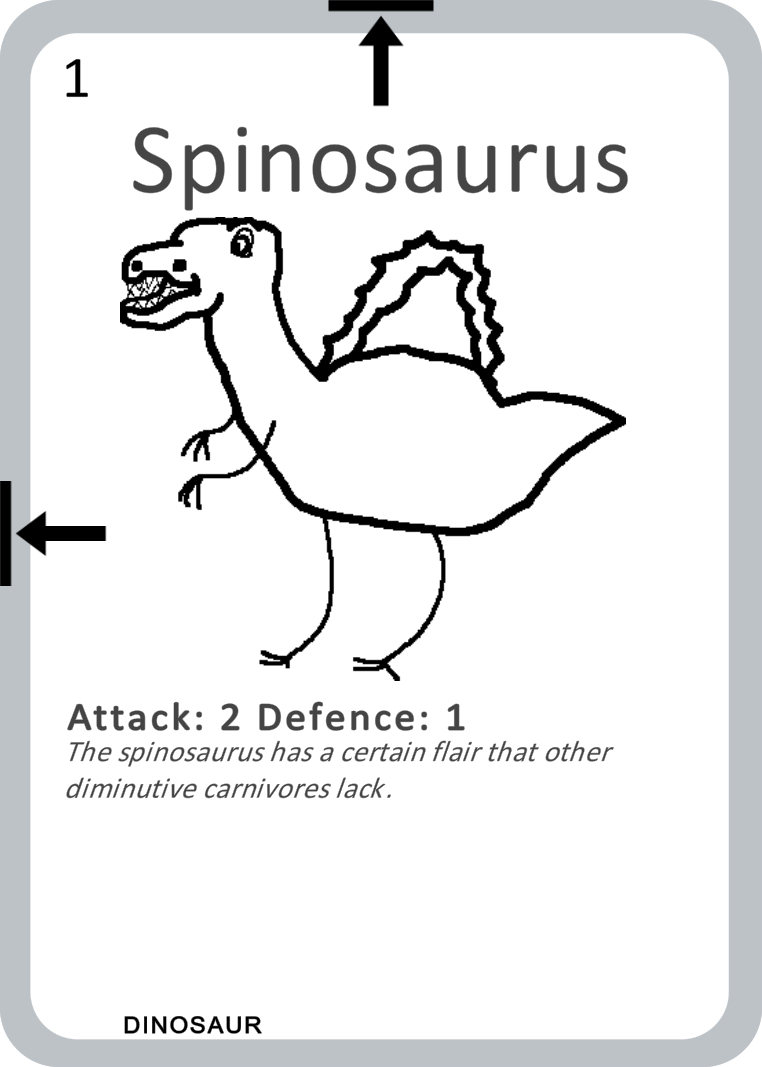 1
Spinosaurus
Attack: 2 Defence: 1
The spinosaurus has a certain flair that other
diminutive carnivores lack.
DINOSAUR